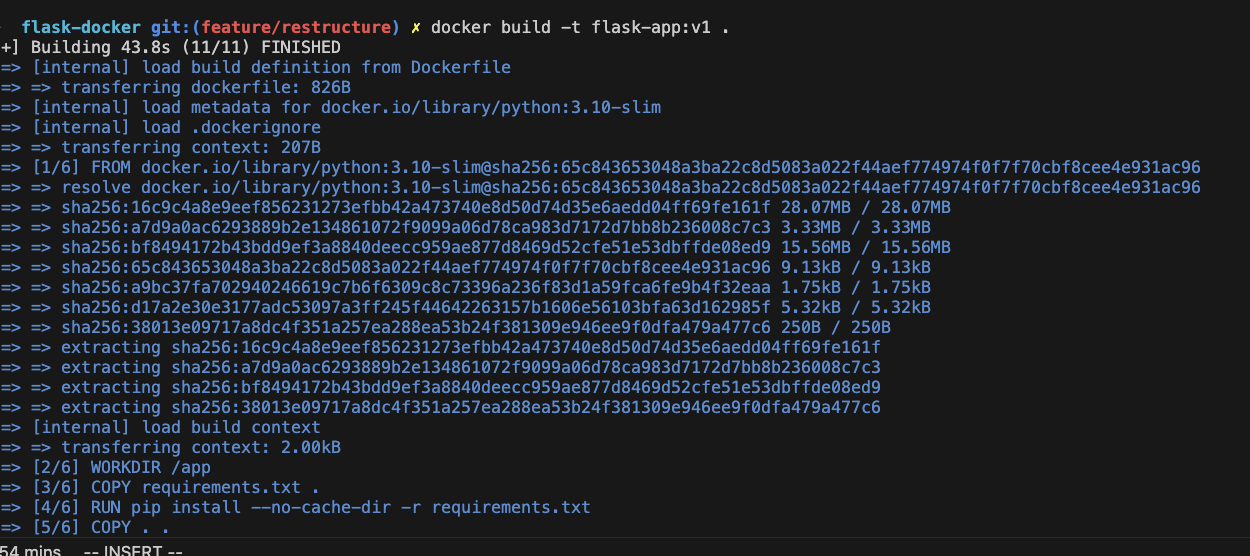 flask-docker git:(feature/restructure) ✗ docker build -t flask-app:v1 .
+] Building 43.8s (11/11) FINISHED
=> [internal] load build definition from Dockerfile
=> => transferring dockerfile: 826B
=> [internal] load metadata for docker.io/library/python:3.10-slim
=> [internal] load .dockerignore
=> => transferring context: 207B
=> [1/6] FROM docker.io/library/python:3.10-slim@sha256:65c843653048a3ba22c8d5083a022f44aef774974f0f7f70cbf8cee4e931ac96
=> => resolve docker.io/library/python:3.10-slim@sha256:65c843653048a3ba22c8d5083a022f44aef774974f0f7f70cbf8cee4e931ac96
=> => sha256:16c9c4a8e9eef856231273efbb42a473740e8d50d74d35e6aedd04ff69fe161f 28.07MB / 28.07MB
=> => sha256:a7d9a0ac6293889b2e134861072f9099a06d78ca983d7172d7bb8b236008c7c3 3.33MB / 3.33MB
=> => sha256:bf8494172b43bdd9ef3a8840deecc959ae877d8469d52cfe51e53dbffde08ed9 15.56MB / 15.56MB
=> => sha256:65c843653048a3ba22c8d5083a022f44aef774974f0f7f70cbf8cee4e931ac96 9.13kB / 9.13kB
=> => sha256:a9bc37fa702940246619c7b6f6309c8c73396a236f83d1a59fca6fe9b4f32eaa 1.75kB / 1.75kB
=> => sha256:d17a2e30e3177adc53097a3ff245f44642263157b1606e56103bfa63d162985f 5.32kB / 5.32kB
=> => sha256:38013e09717a8dc4f351a257ea288ea53b24f381309e946ee9f0dfa479a477c6 250B / 250B
=> => extracting sha256:16c9c4a8e9eef856231273efbb42a473740e8d50d74d35e6aedd04ff69fe161f
=> => extracting sha256:a7d9a0ac6293889b2e134861072f9099a06d78ca983d7172d7bb8b236008c7c3
=> => extracting sha256:bf8494172b43bdd9ef3a8840deecc959ae877d8469d52cfe51e53dbffde08ed9
=> => extracting sha256:38013e09717a8dc4f351a257ea288ea53b24f381309e946ee9f0dfa479a477c6
=> [internal] load build context
=> => transferring context: 2.00kB
=> [2/6] WORKDIR /app
=> [3/6] COPY requirements.txt .
=> [4/6] RUN pip install --no-cache-dir -r requirements.txt
=> [5/6] COPY . .
54 mins -- INSERT --